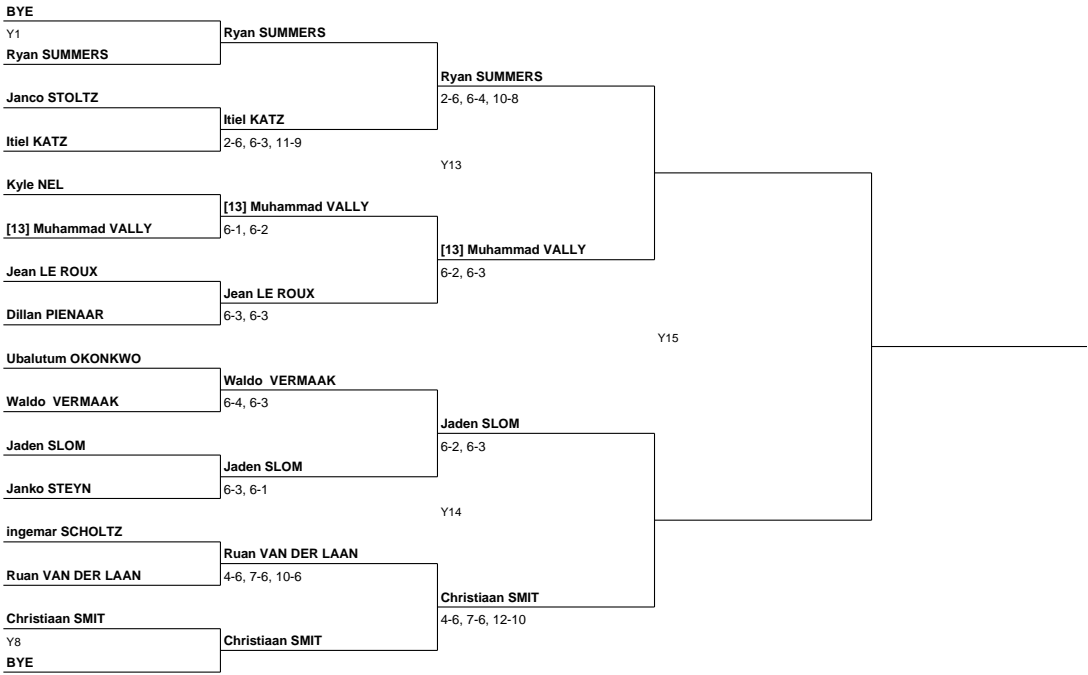 BYE
Y1
Ryan SUMMERS
Janco STOLTZ
Itiel KATZ
Kyle NEL
[13] Muhammad VALLY
Jean LE ROUX
Dillan PIENAAR
Ubalutum OKONKWO
Waldo VERMAAK
Jaden SLOM
Janko STEYN
ingemar SCHOLTZ
Ruan VAN DER LAAN
Christiaan SMIT
Y8
BYE
Ryan SUMMERS
Itiel KATZ
2-6, 6-3, 11-9
[13] Muhammad VALLY
6-1, 6-2
Jean LE ROUX
6-3, 6-3
Waldo VERMAAK
6-4, 6-3
Jaden SLOM
6-3, 6-1
Ruan VAN DER LAAN
4-6, 7-6, 10-6
Christiaan SMIT
Ryan SUMMERS
2-6, 6-4, 10-8
Y13
[13] Muhammad VALLY
6-2, 6-3
Jaden SLOM
6-2, 6-3
Y14
Christiaan SMIT
4-6, 7-6, 12-10
Y15